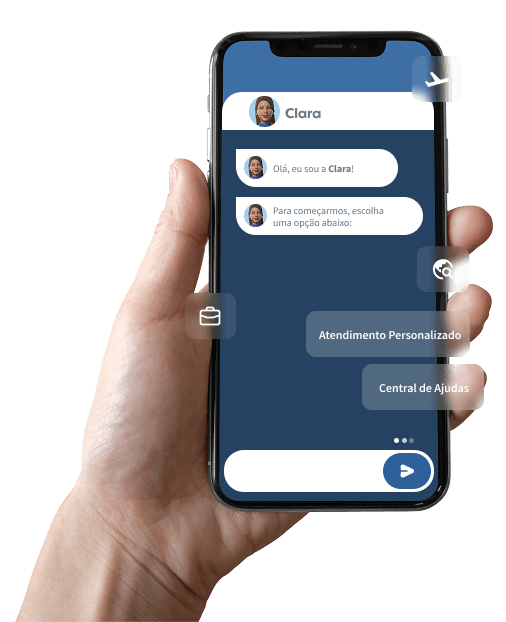 Clara
Olá, eu sou a Clara!
Para começarmos, escolha
uma opção abaixo:
Atendimento Personalizado
Central de Ajudas